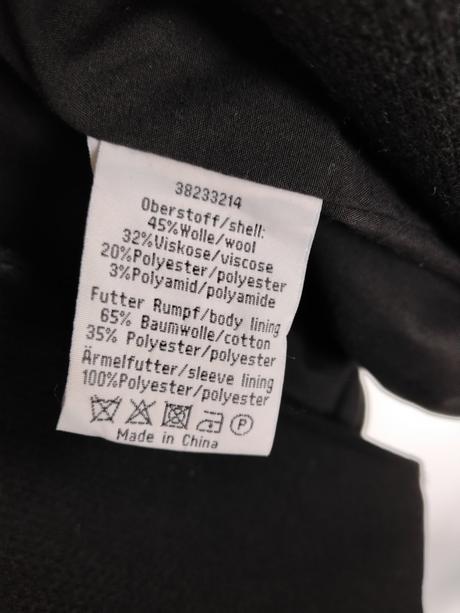 38233214
Oberstoff/shell:
45%Wolle/wool
32%Viskose/viscose
20%Polyester/polyester
3%Polyamid/polyamide
Futter Rumpf/body lining
65% Baumwolle/cotton
35% Polyester/polyester
Ärmelfutter/sleeve lining
100%Polyester/polyester
P
Made in China